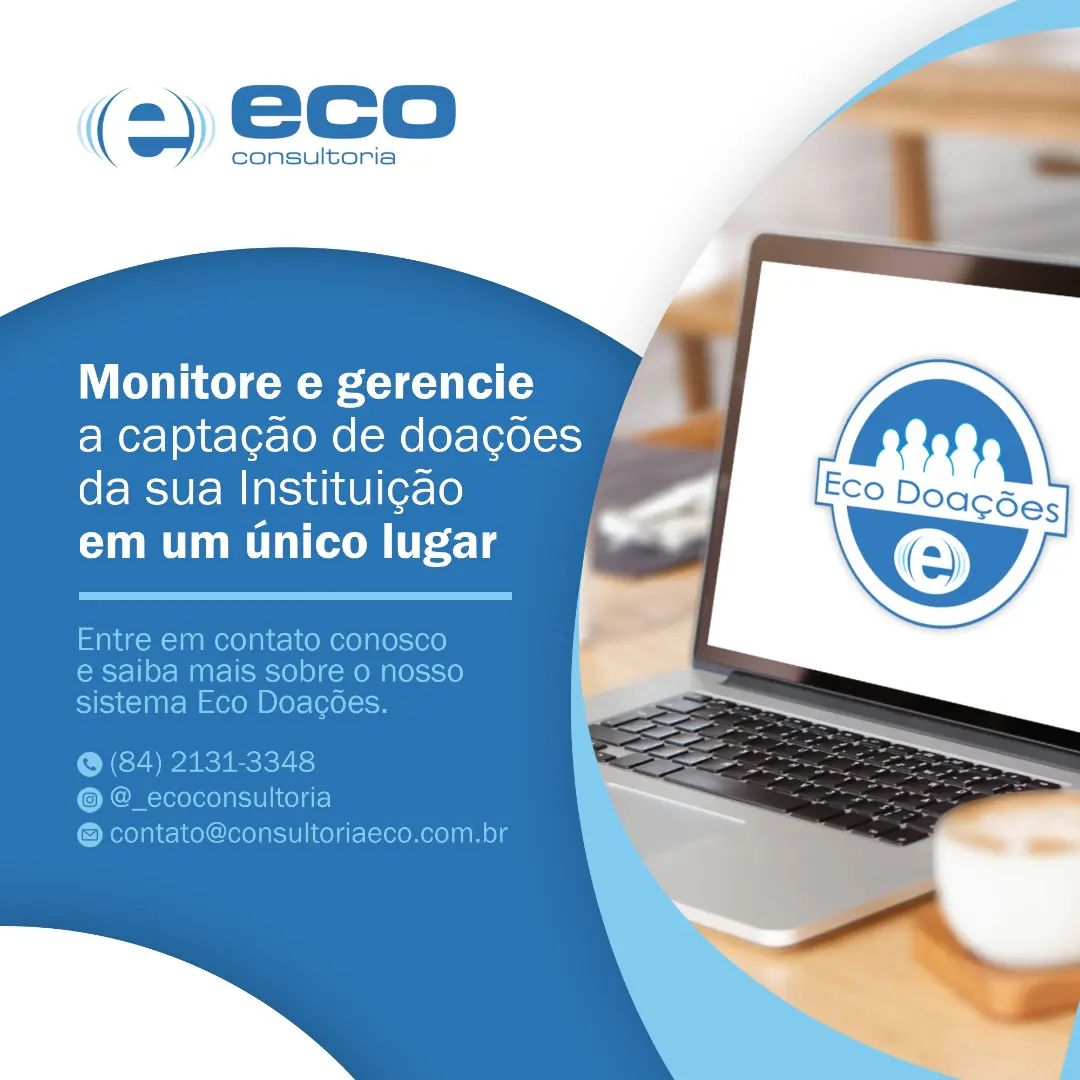 e eco
consultoria
Monitore e gerencie
a captação de doações
da sua Instituição
em um único lugar
Entre em contato conosco
e saiba mais sobre o nosso
sistema Eco Doações.
(84) 2131-3348
@_ecoconsultoria
contato@consultoriaeco.com.br
Eco Doações
e